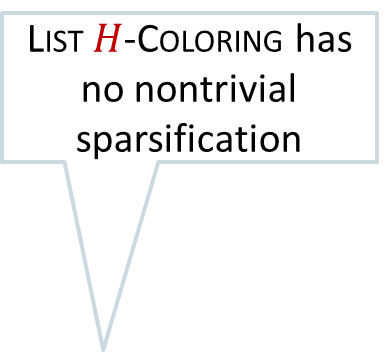 LIST H-COLORING has
no nontrivial
sparsification